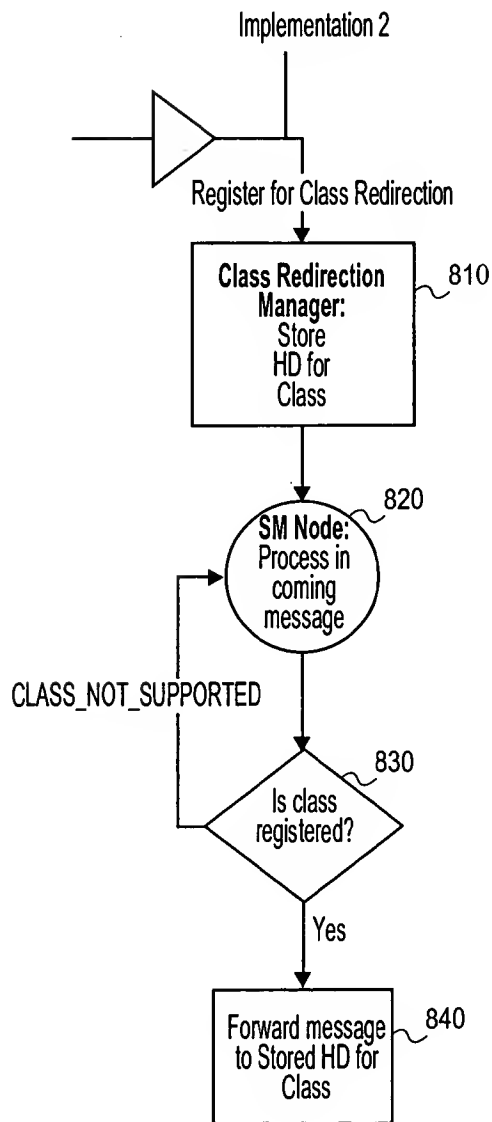 Implementation 2
Register for Class Redirection
Class Redirection
Manager:
Store
HD for
Class
810
820
SM Node:
Process in
coming
message
CLASS_NOT_SUPPORTED
830
Is class
registered?
Yes
Forward message
to Stored HD for
Class
840